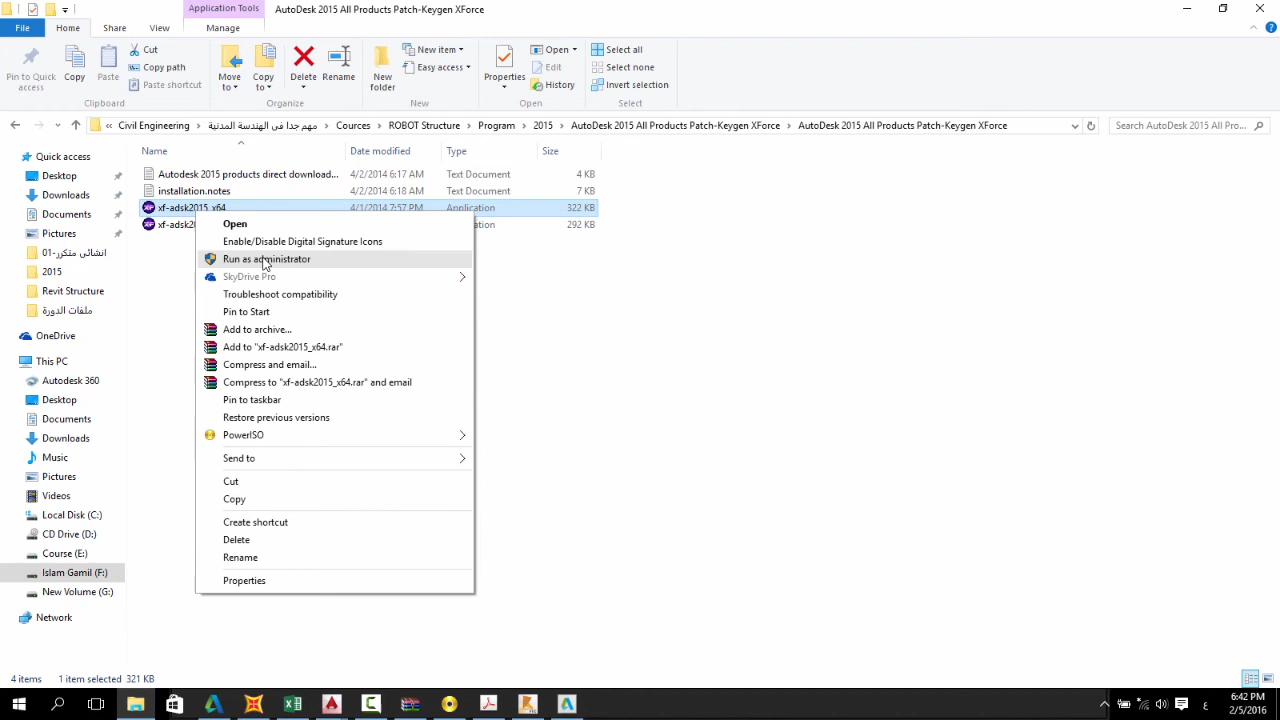 Application Tools
AutoDesk 2015 All Products Patch-Keygen XForce
File
Home
Share
View
Manage
Pin to Quick access
Copy
Paste
Cut
Copy path
Paste shortcut
Clipboard
Move to
Copy to
Delete
Rename
Organize
New folder
New item
Easy access
New
Properties
Open
Edit
History
Open
Select all
Select none
Invert selection
Select
« Civil Engineering > مهم جدا فى الهندسة المدنية > Cources > ROBOT Structure > Program > 2015 > AutoDesk 2015 All Products Patch-Keygen XForce > AutoDesk 2015 All Products Patch-Keygen XForce
Search AutoDesk 2015 All Pro...
Name
Date modified
Type
Size
Autodesk 2015 products direct download...
4/2/2014 6:17 AM
Text Document
4 KB
installation.notes
4/2/2014 6:18 AM
Text Document
7 KB
xf-adsk2015_x64
4/1/2014 7:57 PM
Application
322 KB
292 KB
Quick access
Desktop
Downloads
Documents
Pictures
01-انشائى متكرر
2015
Revit Structure
ملفات الدورة
OneDrive
This PC
Autodesk 360
Desktop
Documents
Downloads
Music
Pictures
Videos
Local Disk (C:)
CD Drive (D:)
Course (E:)
Islam Gamil (F:)
New Volume (G:)
Network
Open
Enable/Disable Digital Signature Icons
Run as administrator
SkyDrive Pro
Troubleshoot compatibility
Pin to Start
Add to archive...
Add to "xf-adsk2015_x64.rar"
Compress and email...
Compress to "xf-adsk2015_x64.rar" and email
Pin to taskbar
Restore previous versions
PowerISO
Send to
Cut
Copy
Create shortcut
Delete
Rename
Properties
4 items
1 item selected 321 KB
ع
6:42 PM
2/5/2016